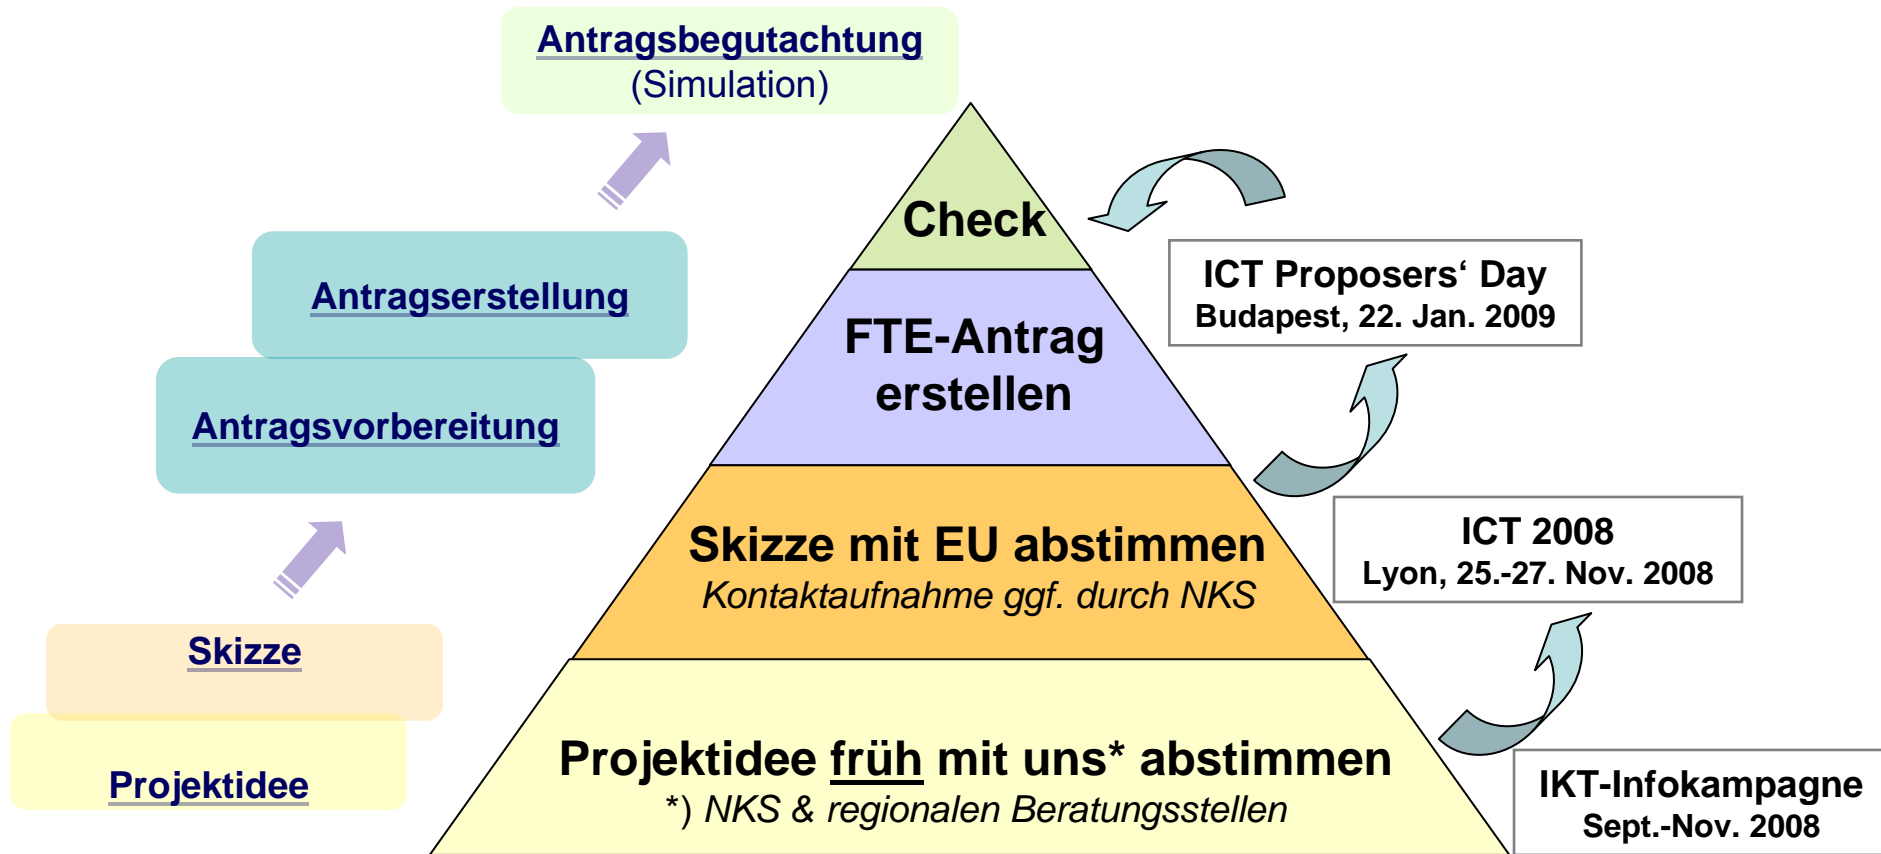 Antragsbegutachtung
(Simulation)
Antragserstellung
Antragsvorbereitung
Skizze
Projektidee
Check
FTE-Antrag
erstellen
Skizze mit EU abstimmen
Kontaktaufnahme ggf. durch NKS
Projektidee früh mit uns* abstimmen
*) NKS & regionalen Beratungsstellen
ICT Proposers‘ Day
Budapest, 22. Jan. 2009
ICT 2008
Lyon, 25.-27. Nov. 2008
IKT-Infokampagne
Sept.-Nov. 2008